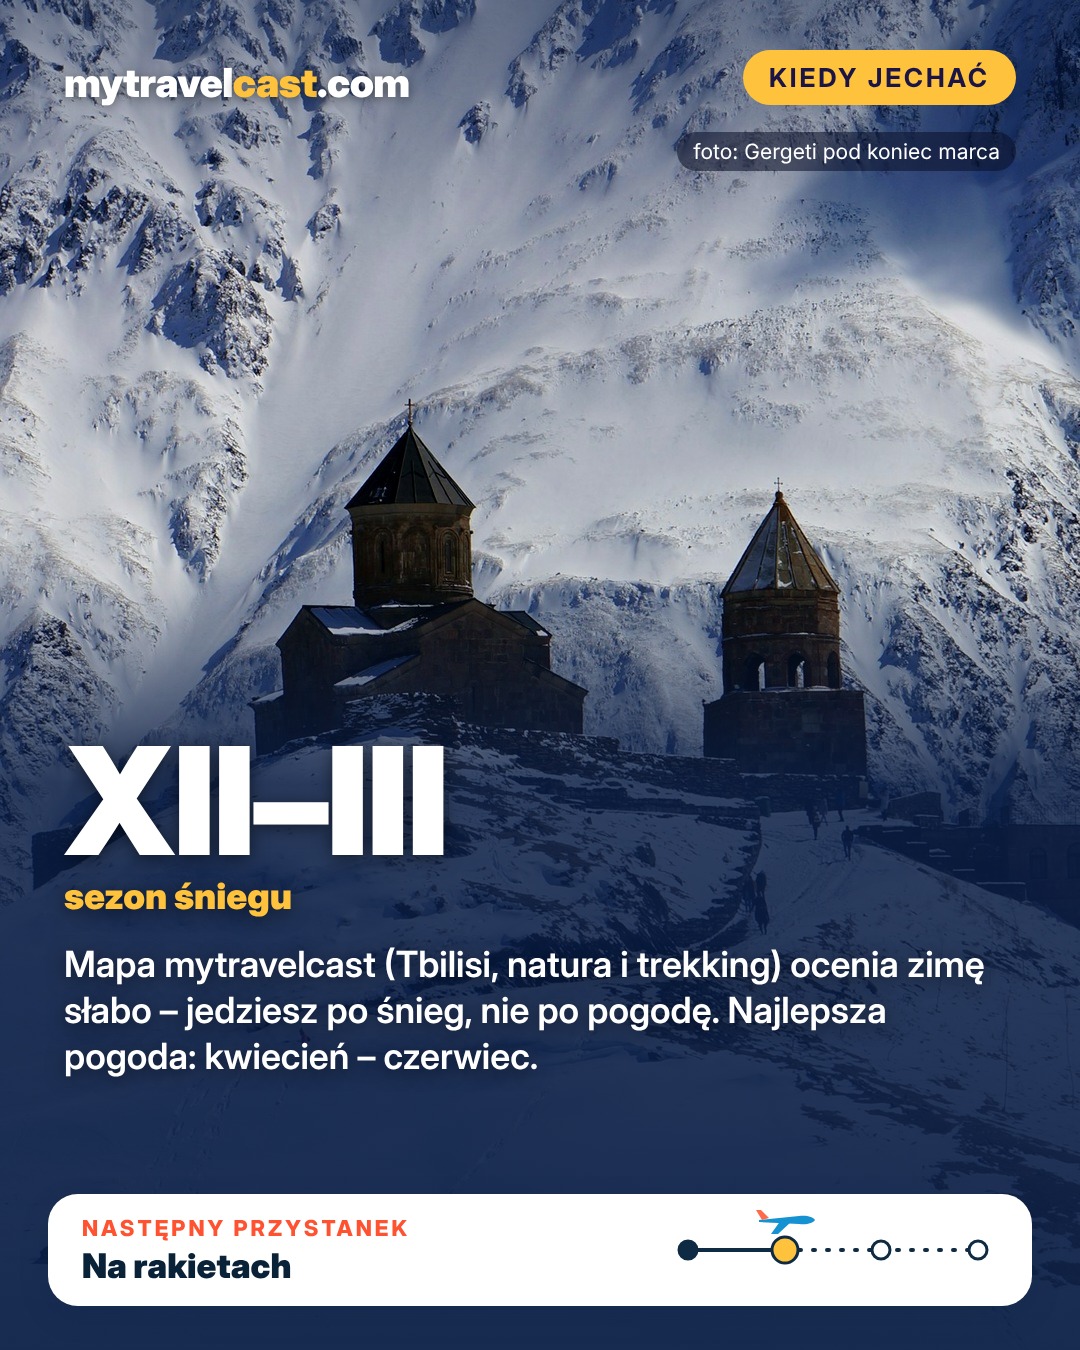 mytravelcast.com
KIEDY JECHAĆ
foto: Gergeti pod koniec marca
XII–III
sezon śniegu
Mapa mytravelcast (Tbilisi, natura i trekking) ocenia zimę
słabo – jedziesz po śnieg, nie po pogodę. Najlepsza
pogoda: kwiecień – czerwiec.
NASTĘPNY PRZYSTANEK
Na rakietach